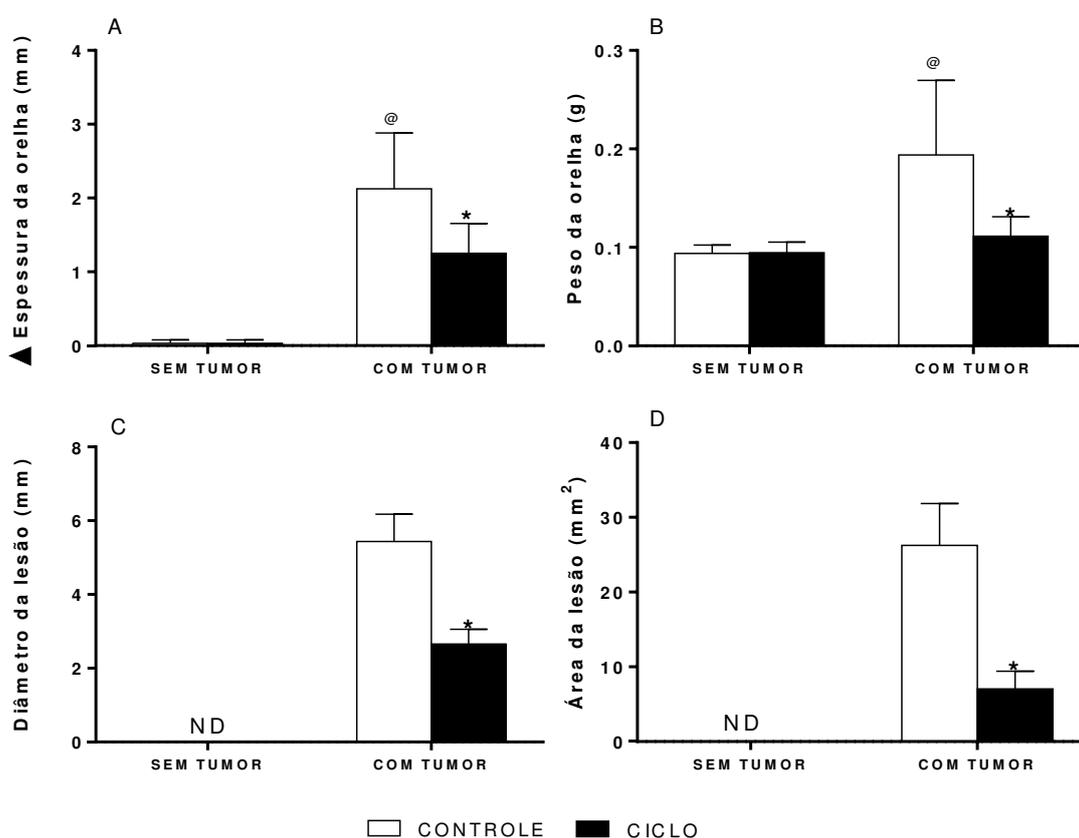 A
▲ Espessura da orelha (mm)
4
3
2
1
0
@
*
SEM TUMOR
COM TUMOR
B
Peso da orelha (g)
0.3
0.2
0.1
0.0
@
*
SEM TUMOR
COM TUMOR
C
Diâmetro da lesão (mm)
8
6
4
2
0
ND
*
SEM TUMOR
COM TUMOR
D
Área da lesão (mm²)
40
30
20
10
0
ND
*
SEM TUMOR
COM TUMOR
CONTROLE
CICLO